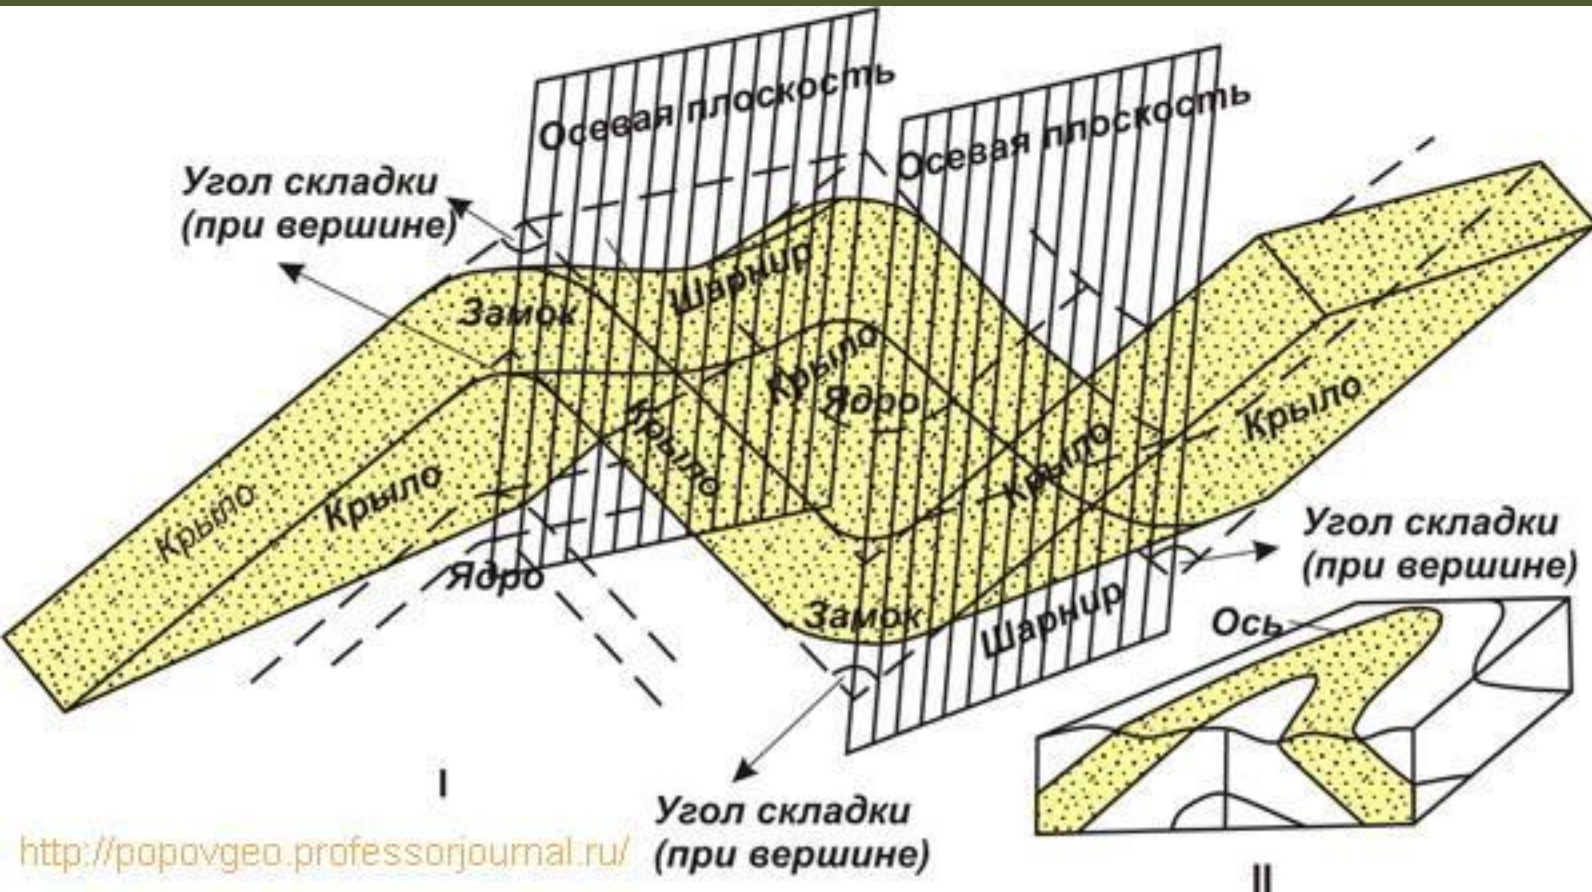 Осевая плоскость
Осевая плоскость
Угол складки
(при вершине)
Шарнир
Замок
Крыло
Ядро
Крыло
Крыло
Крыло
Крыло
Крыло
Угол складки
(при вершине)
Ядро
Замок
Шарнир
Ось
I
Угол складки
(при вершине)
http://popovgeo.professorjournal.ru/
II